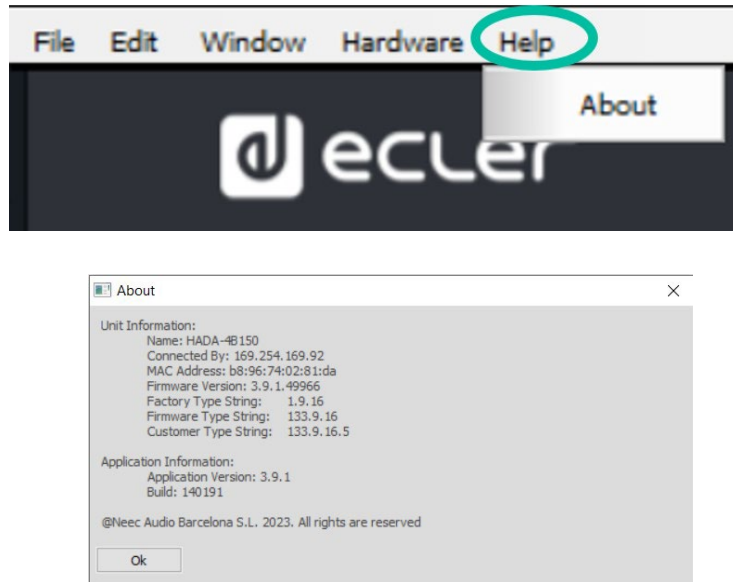 File Edit Window Hardware Help
About
ecler
About
Unit Information:
Name: HADA-4B150
Connected By: 169.254.169.92
MAC Address: b8:96:74:02:81:da
Firmware Version: 3.9.1.49966
Factory Type String: 1.9.16
Firmware Type String: 133.9.16
Customer Type String: 133.9.16.5
Application Information:
Application Version: 3.9.1
Build: 140191
@Neec Audio Barcelona S.L. 2023. All rights are reserved
Ok